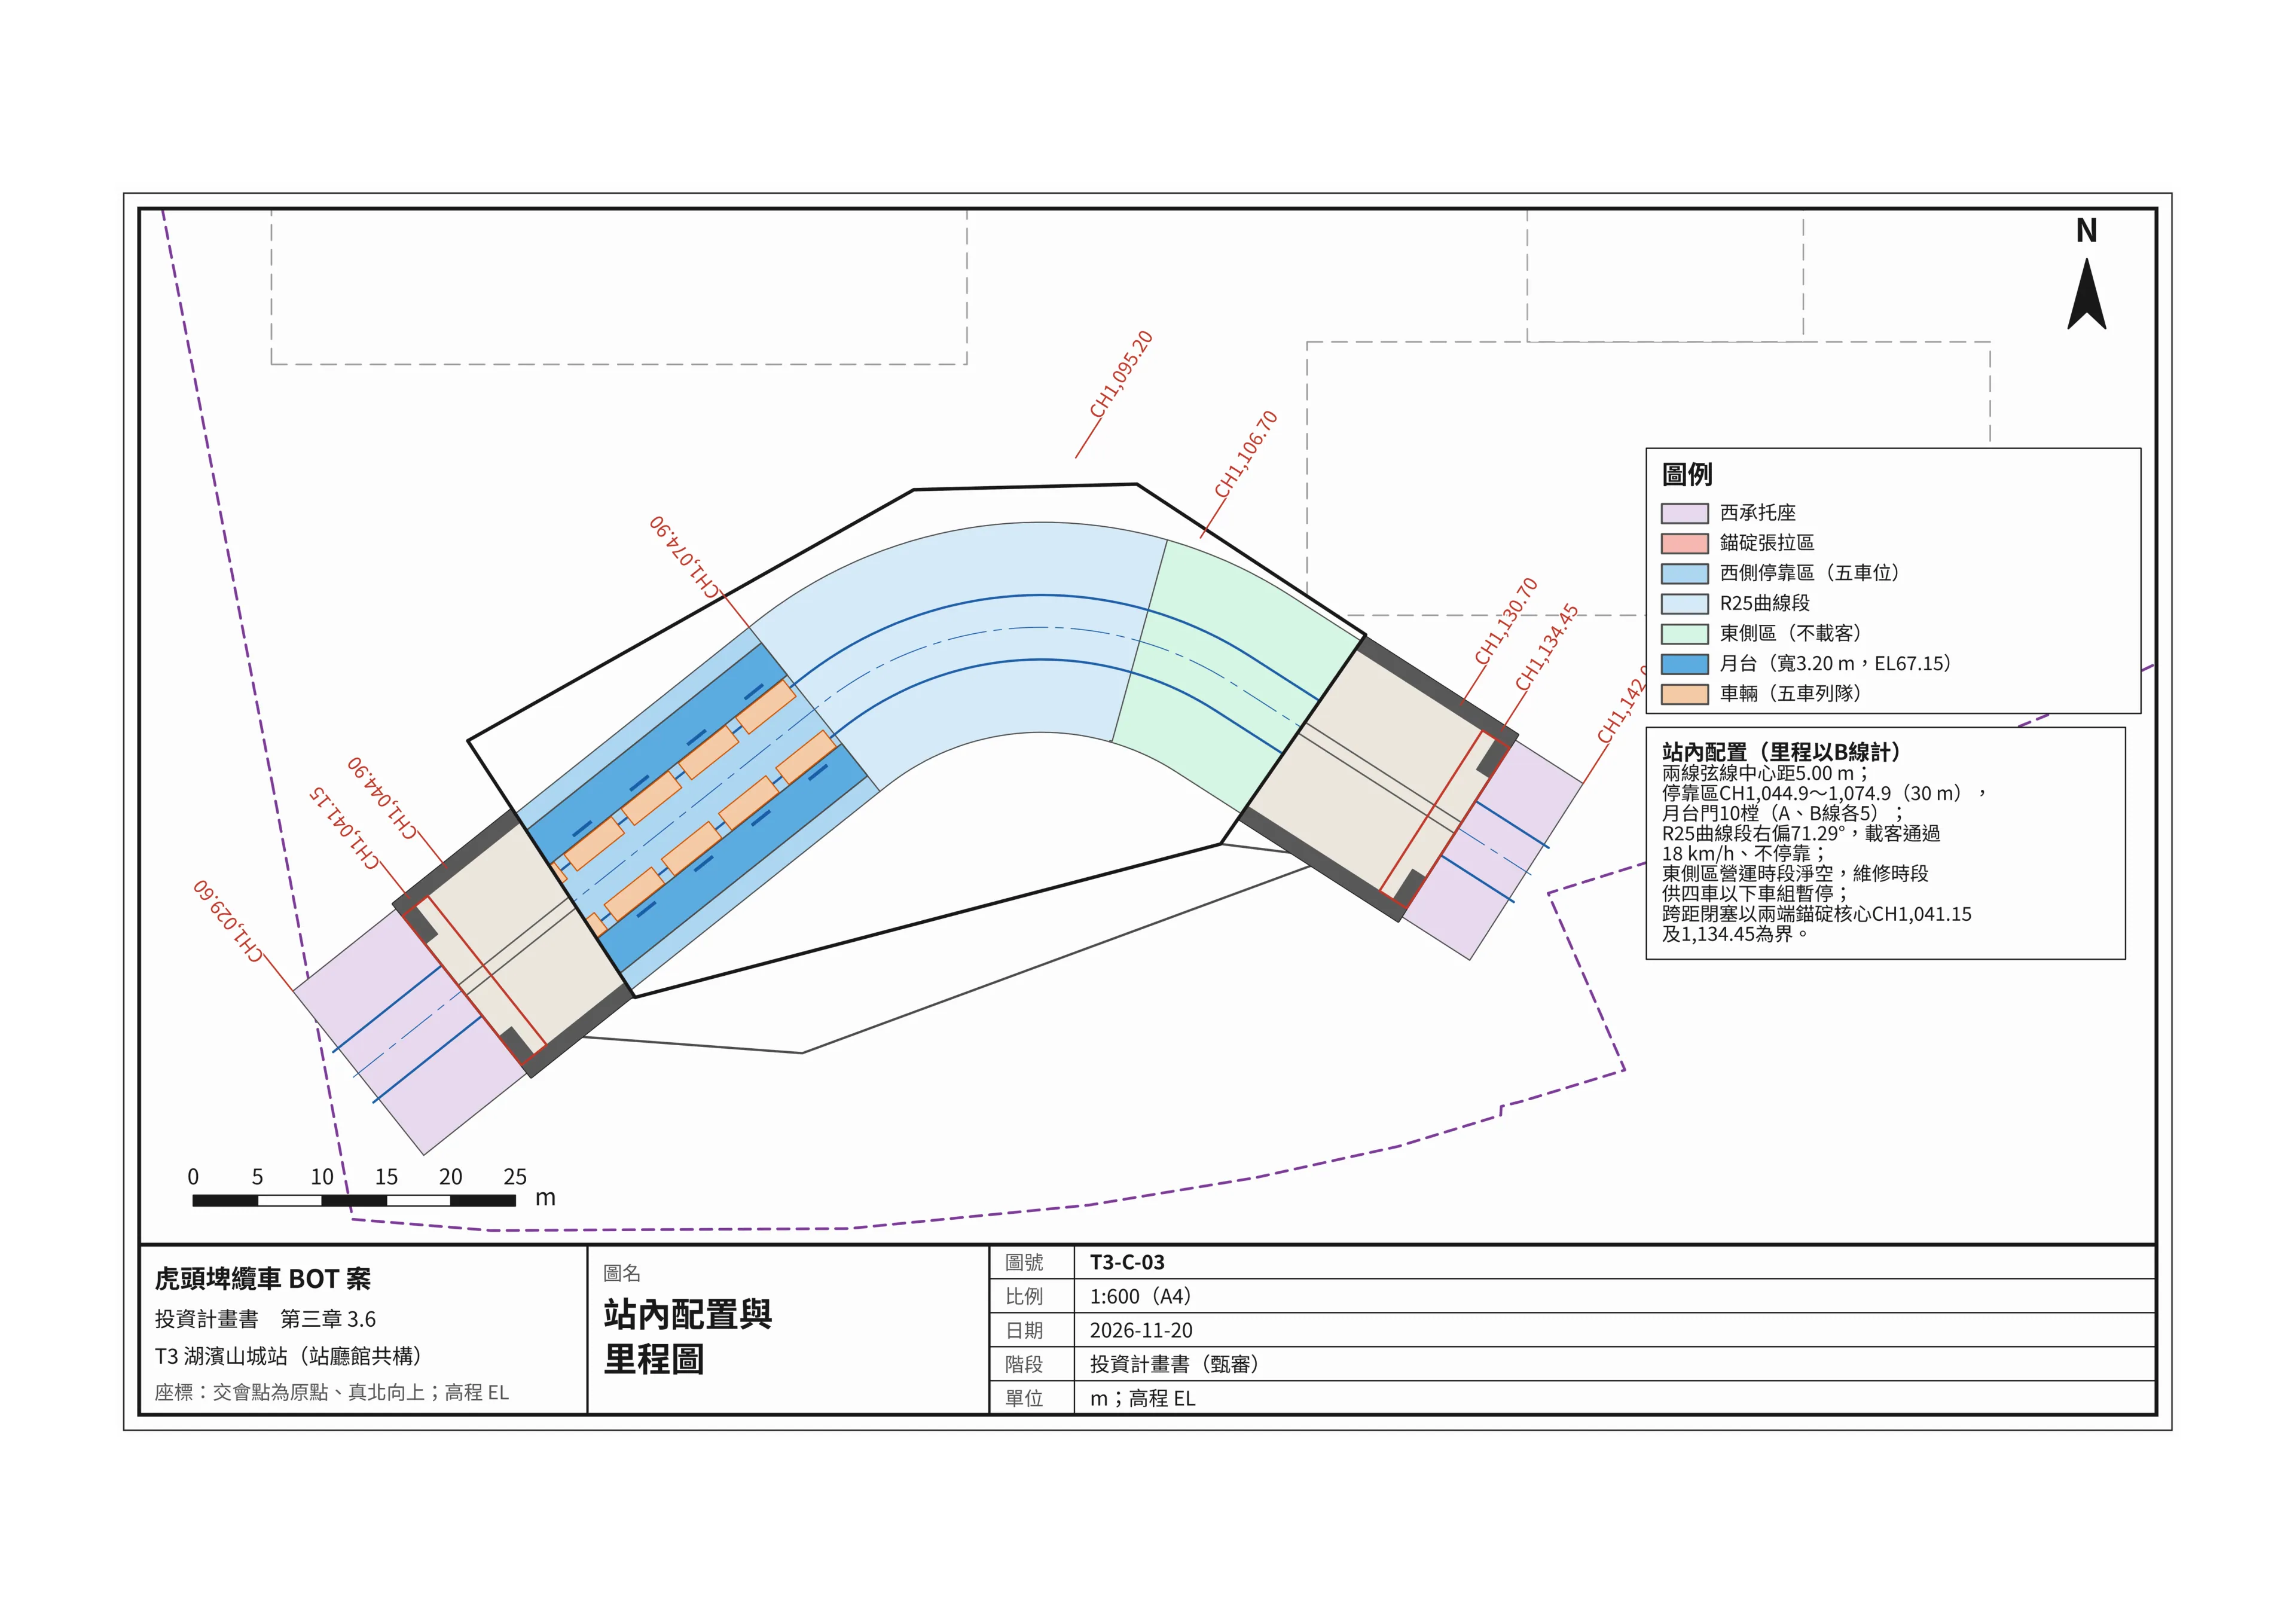 N
CH1,095.20
CH1,106.70
CH1,074.90
CH1,130.70
CH1,134.45
CH1,142.
CH1,044.90
CH1,041.15
CH1,029.60
圖例
西承托座
錨碇張拉區
西側停靠區（五車位）
R25曲線段
東側區（不載客）
月台（寬3.20 m，EL67.15）
車輛（五車列隊）
站內配置（里程以B線計）
兩線弦線中心距5.00 m；
停靠區CH1,044.9～1,074.9（30 m），
月台門10樘（A、B線各5）；
R25曲線段右偏71.29°，載客通過
18 km/h、不停靠；
東側區營運時段淨空，維修時段
供四車以下車組暫停；
跨距閉塞以兩端錨碇核心CH1,041.15
及1,134.45為界。
0 5 10 15 20 25 m
虎頭埤纜車 BOT 案
投資計畫書　第三章 3.6
T3 湖濱山城站（站廳館共構）
座標：交會點為原點、真北向上；高程 EL
圖名
站內配置與
里程圖
圖號 T3-C-03
比例 1:600（A4）
日期 2026-11-20
階段 投資計畫書（甄審）
單位 m；高程 EL